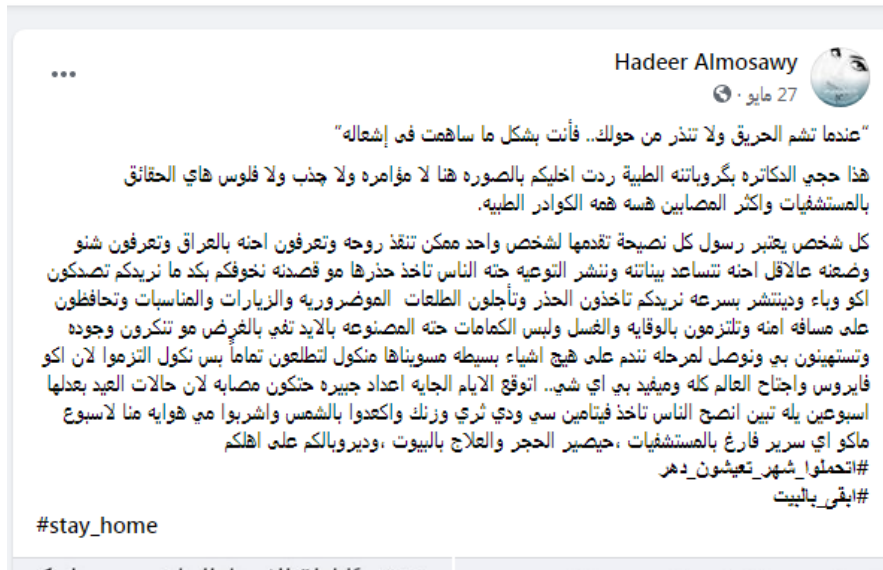 Hadeer Almosawy
27 مايو
“عندما تشم الحريق ولا تنذر من حولك.. فأنت بشكل ما ساهمت فى إشعاله”
هذا حجي الدكاتره بگروباتنه الطبية ردت اخليكم بالصوره هنا لا مؤامره ولا چذب ولا فلوس هاي الحقائق
بالمستشفيات واكثر المصابين هسه همه الكوادر الطبيه.
كل شخص يعتبر رسول كل نصيحة تقدمها لشخص واحد ممكن تنقذ روحه وتعرفون احنه بالعراق وتعرفون شنو
وضعنه عالاقل احنه نتساعد بيناتنه وننشر التوعيه حته الناس تاخذ حذرها مو قصدنه نخوفكم بكد ما نريدكم تصدكون
اكو وباء ودينتشر بسرعه نريدكم تاخذون الحذر وتأجلون الطلعات الموضروريه والزيارات والمناسبات وتحافظون
على مسافه امنه وتلتزمون بالوقايه والغسل ولبس الكمامات حته المصنوعه بالايد تفي بالغرض مو تنكرون وجوده
وتستهينون بي ونوصل لمرحله نندم على هيج اشياء بسيطه مسويناها منكول لتطلعون تماماً بس نكول التزموا لان اكو
فايروس واجتاح العالم كله وميفيد بي اي شي.. اتوقع الايام الجايه اعداد جبيره حتكون مصابه لان حالات العيد بعدلها
اسبوعين يله تبين انصح الناس تاخذ فيتامين سي ودي ثري وزنك واكعدوا بالشمس واشربوا مي هوايه منا لاسبوع
ماكو اي سرير فارغ بالمستشفيات ،حيصير الحجر والعلاج بالبيوت ،وديروبالكم على اهلكم
#اتحملوا_شهر_تعيشون_دهر
#ابقى_بالبيت
#stay_home